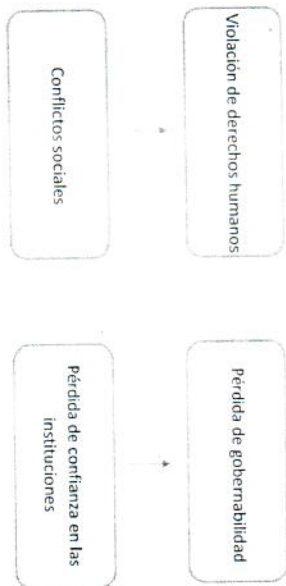 Violación de derechos humanos
Pérdida de gobernabilidad
Conflictos sociales
Pérdida de confianza en las
instituciones